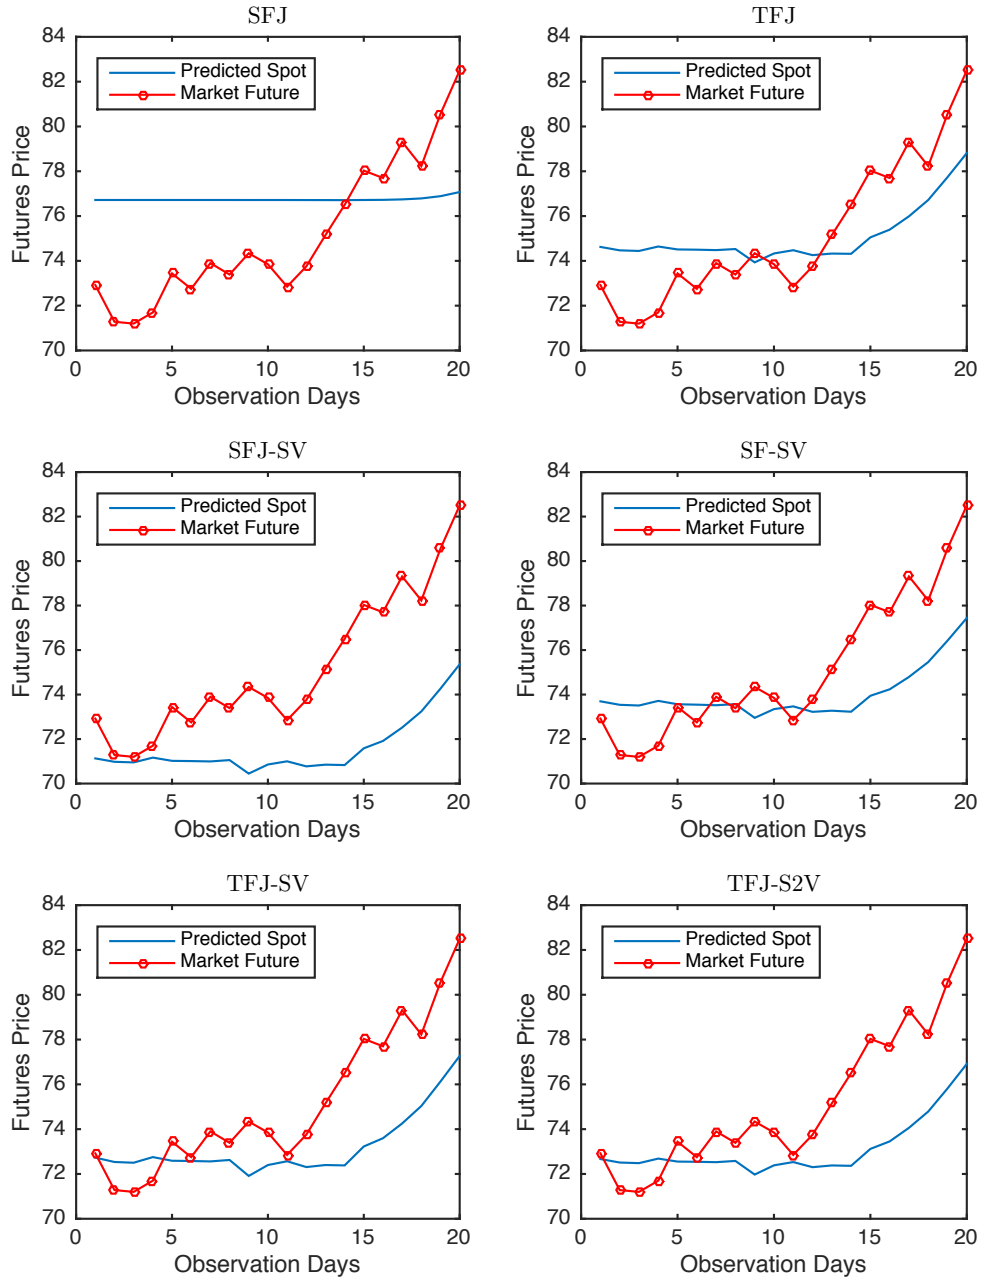 SFJ
84
82
80
78
76
74
72
70
Futures Price
Predicted Spot
Market Future
0 5 10 15 20
Observation Days
TFJ
84
82
80
78
76
74
72
70
Futures Price
Predicted Spot
Market Future
0 5 10 15 20
Observation Days
SFJ-SV
84
82
80
78
76
74
72
70
Futures Price
Predicted Spot
Market Future
0 5 10 15 20
Observation Days
SF-SV
84
82
80
78
76
74
72
70
Futures Price
Predicted Spot
Market Future
0 5 10 15 20
Observation Days
TFJ-SV
84
82
80
78
76
74
72
70
Futures Price
Predicted Spot
Market Future
0 5 10 15 20
Observation Days
TFJ-S2V
84
82
80
78
76
74
72
70
Futures Price
Predicted Spot
Market Future
0 5 10 15 20
Observation Days